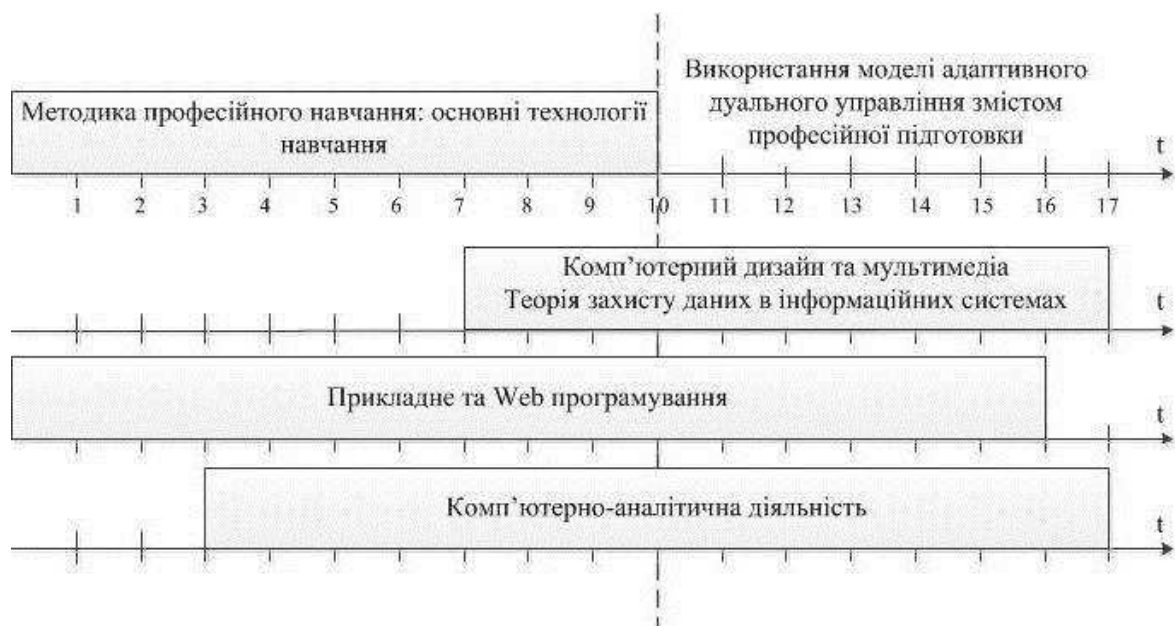 Використання моделі адаптивного
дуального управління змістом
професійної підготовки
Методика професійного навчання: основні технології
навчання
t
1 2 3 4 5 6 7 8 9 10 11 12 13 14 15 16 17
Комп’ютерний дизайн та мультимедіа
Теорія захисту даних в інформаційних системах
t
Прикладне та Web програмування
t
Комп’ютерно-аналітична діяльність
t